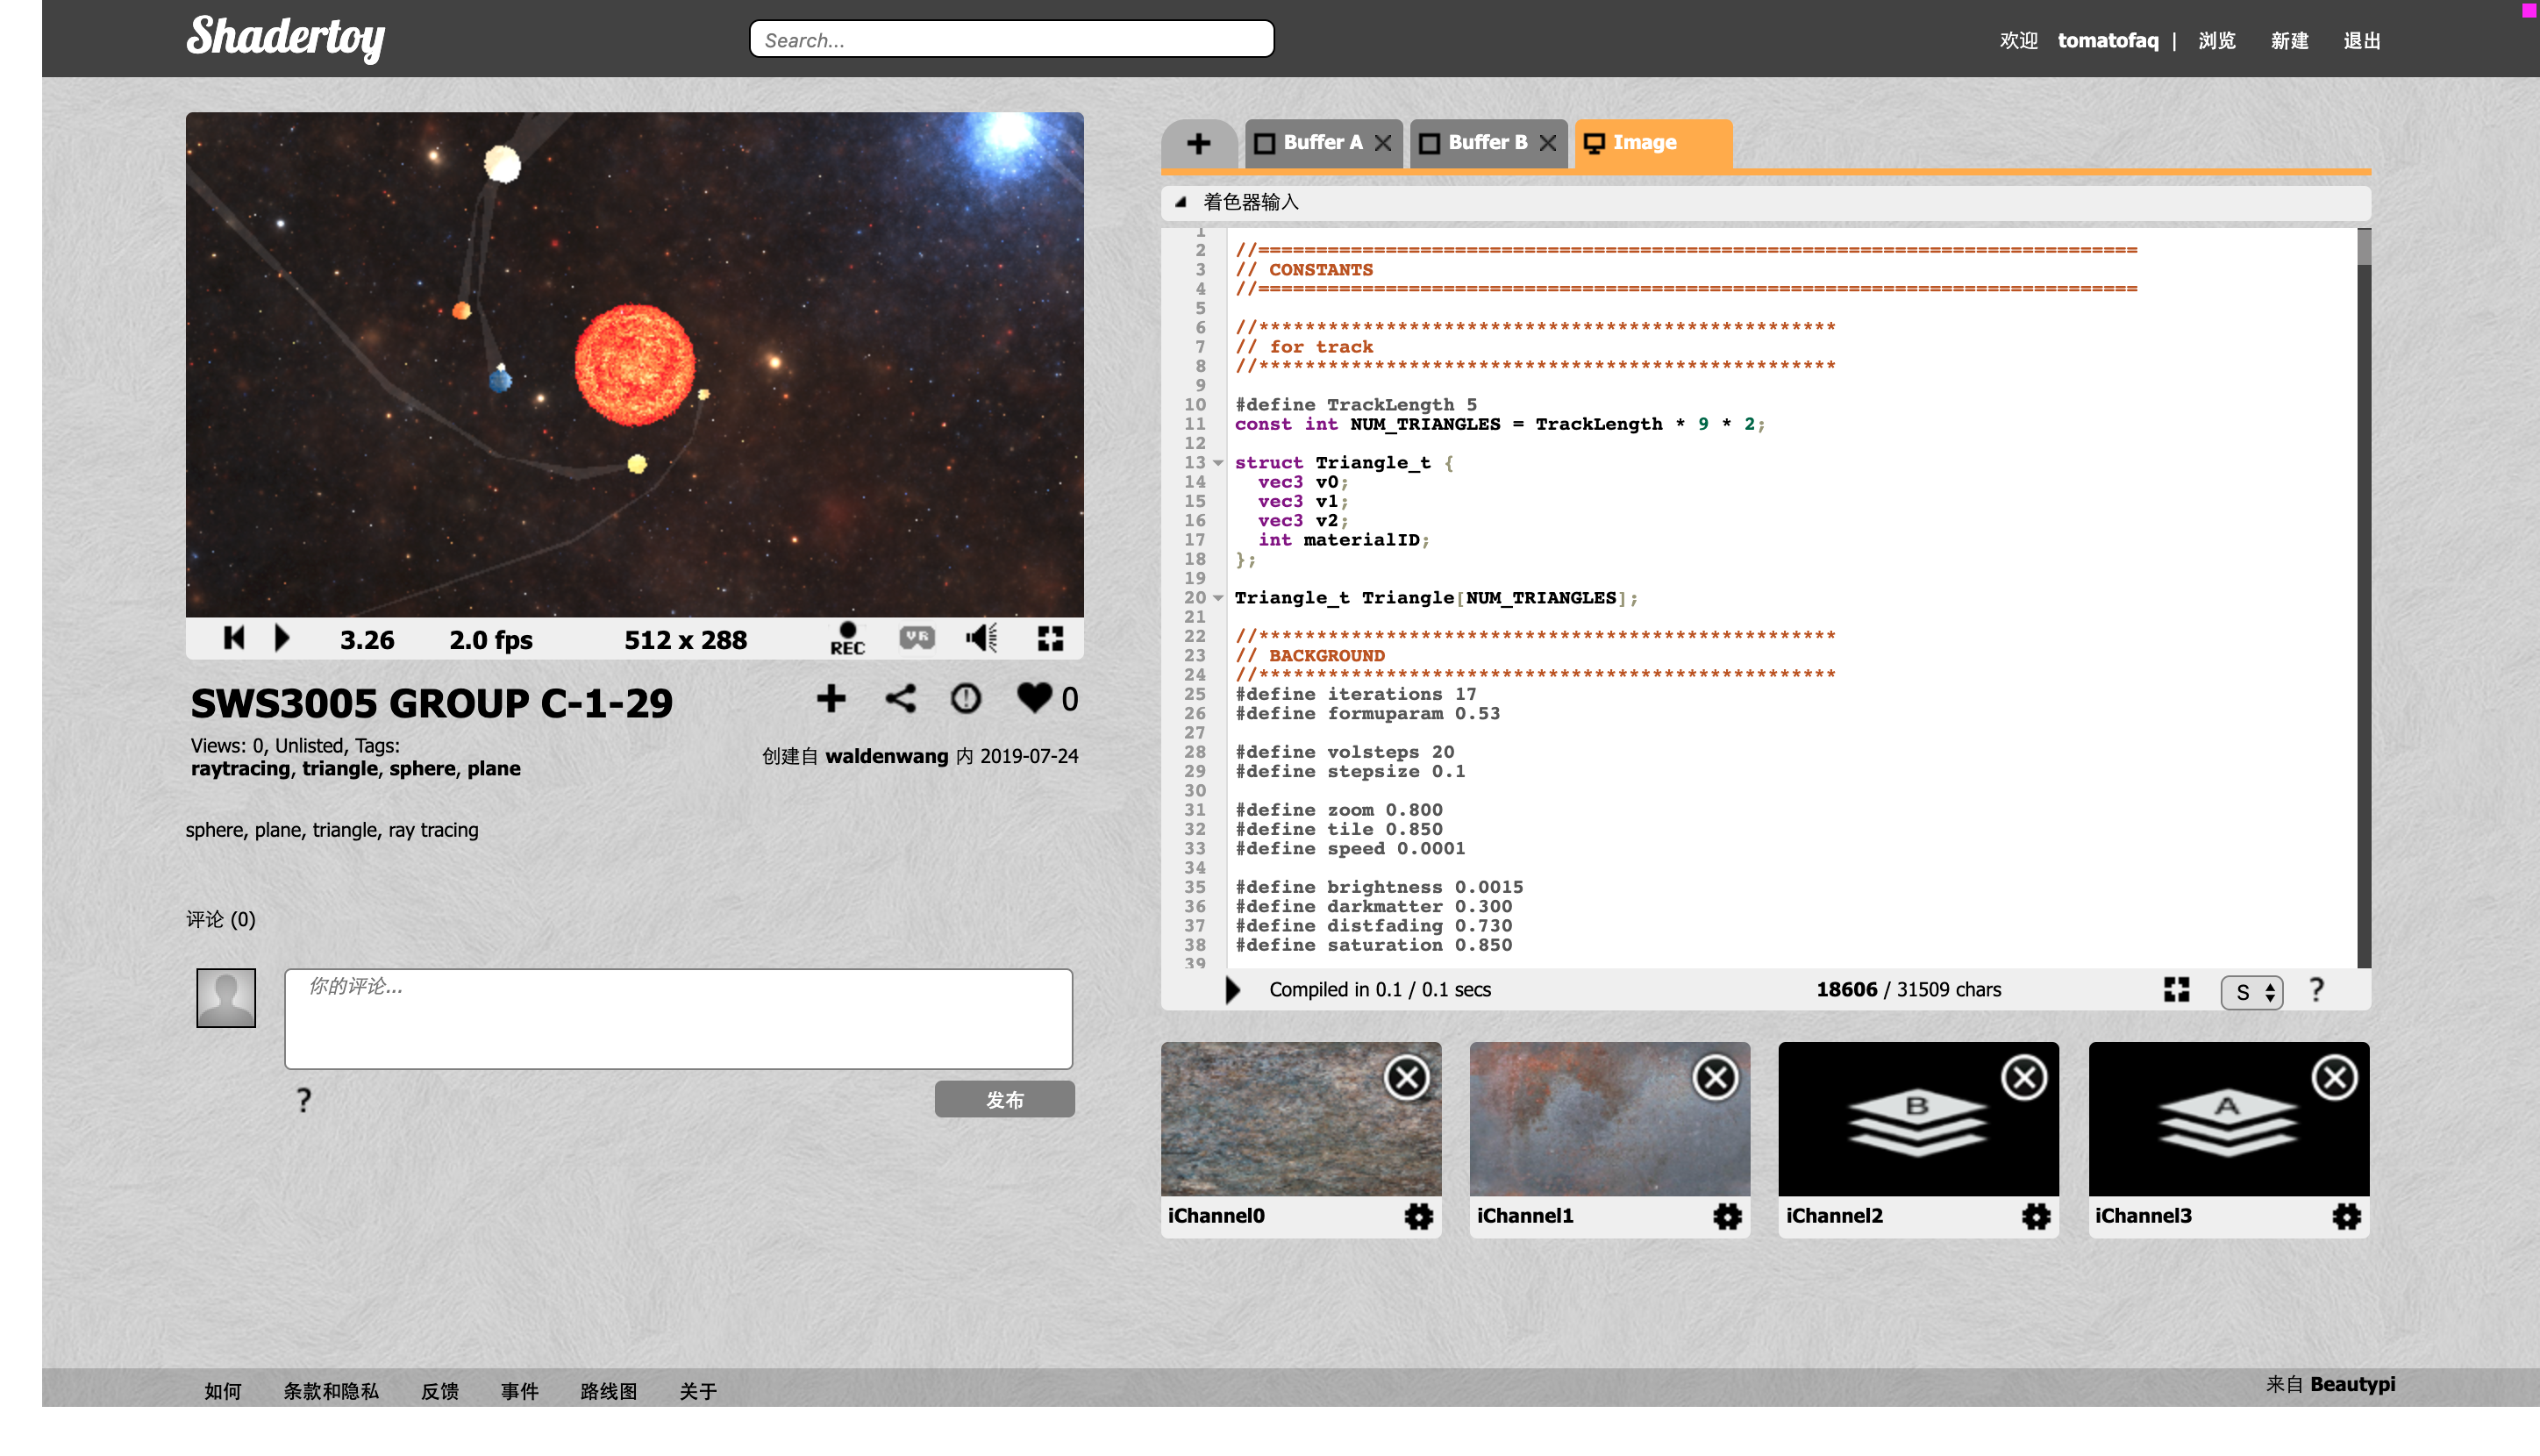 Shadertoy
Search...
欢迎 tomatofaq | 浏览 新建 退出
Buffer A
Buffer B
Image
着色器输入
1
2 //============================================================================
3 // CONSTANTS
4 //============================================================================
5
6 //**************************************************
7 // for track
8 //**************************************************
9
10 #define TrackLength 5
11 const int NUM_TRIANGLES = TrackLength * 9 * 2;
12
13 struct Triangle_t {
14 vec3 v0;
15 vec3 v1;
16 vec3 v2;
17 int materialID;
18 };
19
20 Triangle_t Triangle[NUM_TRIANGLES];
21
22 //**************************************************
23 // BACKGROUND
24 //**************************************************
25 #define iterations 17
26 #define formuparam 0.53
27
28 #define volsteps 20
29 #define stepsize 0.1
30
31 #define zoom 0.800
32 #define tile 0.850
33 #define speed 0.0001
34
35 #define brightness 0.0015
36 #define darkmatter 0.300
37 #define distfading 0.730
38 #define saturation 0.850
39
Compiled in 0.1 / 0.1 secs 18606 / 31509 chars S ?
3.26 2.0 fps 512 x 288 REC VR
SWS3005 GROUP C-1-29 0
Views: 0, Unlisted, Tags:
raytracing, triangle, sphere, plane
创建自 waldenwang 内 2019-07-24
sphere, plane, triangle, ray tracing
评论 (0)
你的评论...
? 发布
B
A
iChannel0 iChannel1 iChannel2 iChannel3
如何 条款和隐私 反馈 事件 路线图 关于
来自 Beautypi